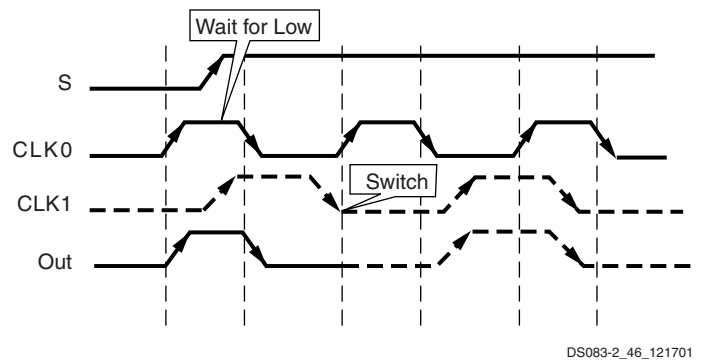 Wait for Low
S
CLK0
CLK1
Switch
Out
DS083-2_46_121701